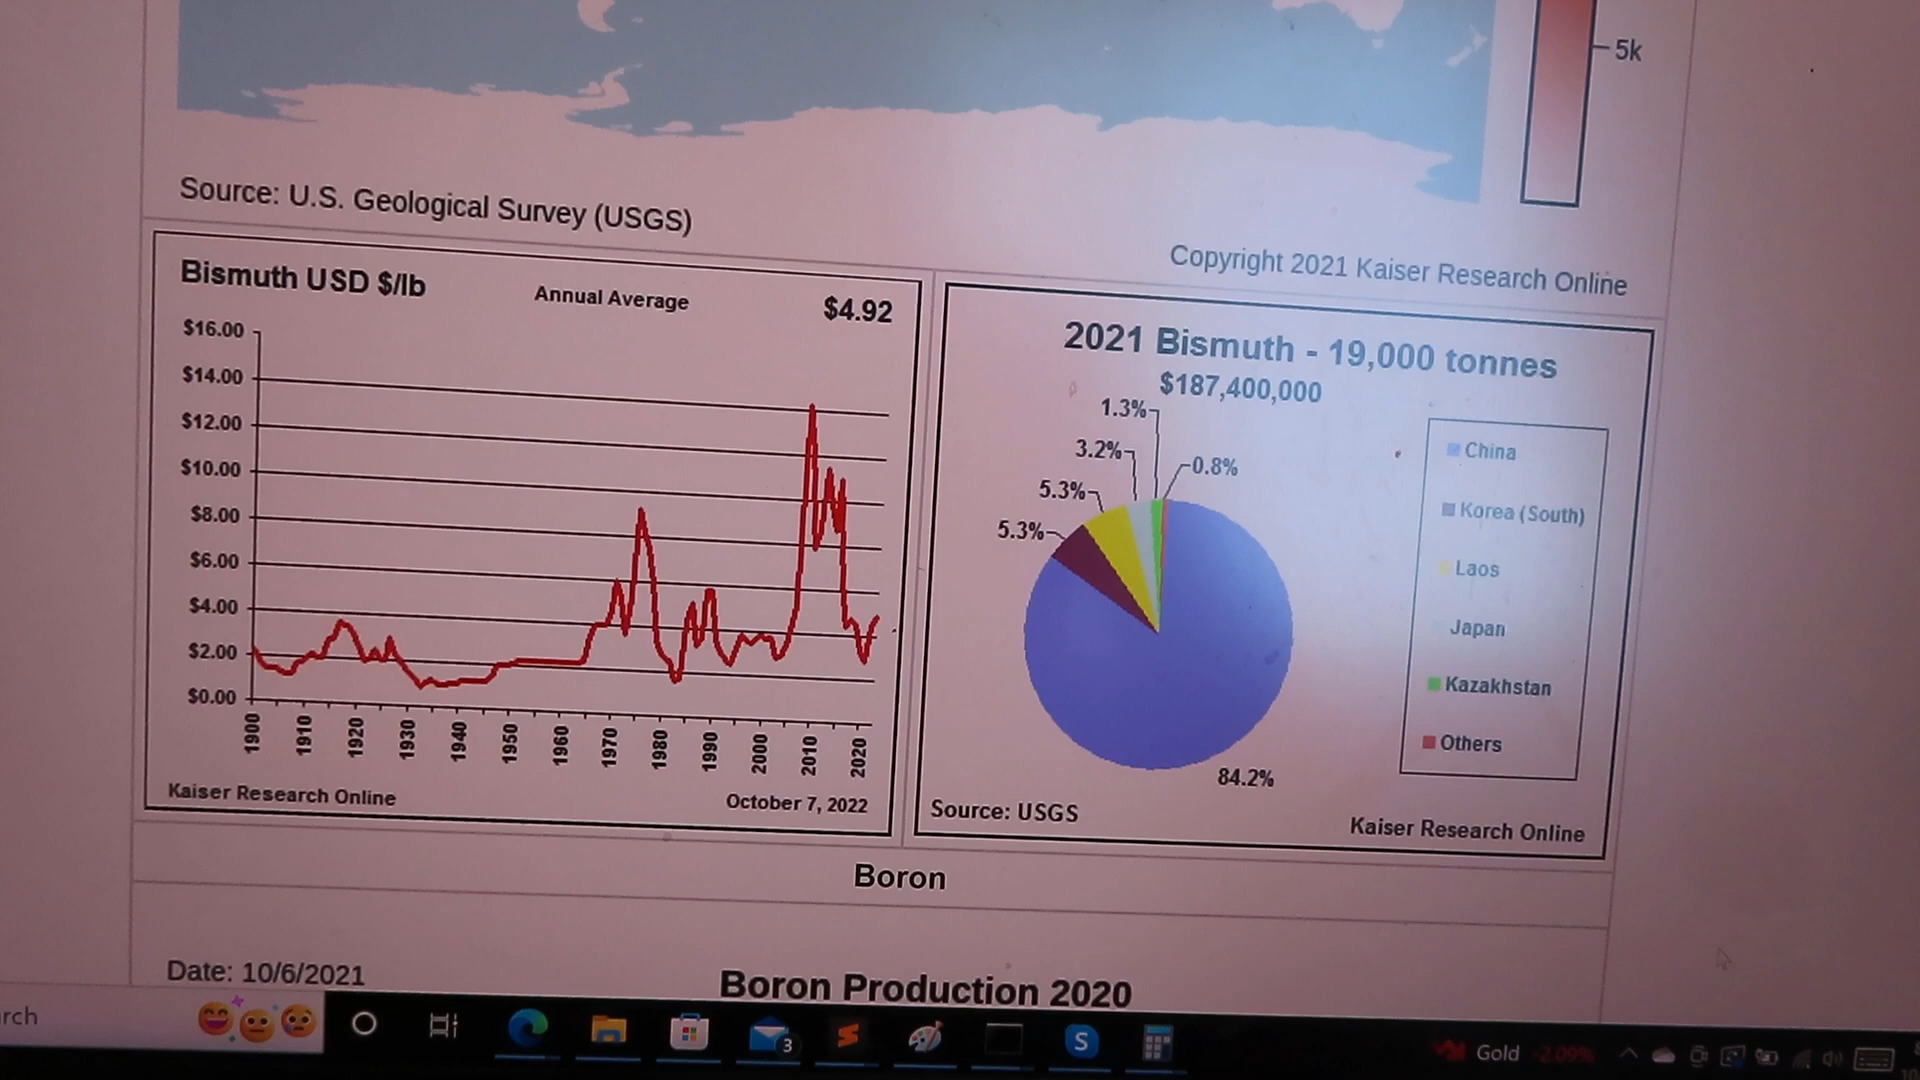 5k
Source: U.S. Geological Survey (USGS)
Copyright 2021 Kaiser Research Online
Bismuth USD $/lb
Annual Average
$4.92
$16.00
$14.00
$12.00
$10.00
$8.00
$6.00
$4.00
$2.00
$0.00
1900
1910
1920
1930
1940
1950
1960
1970
1980
1990
2000
2010
2020
Kaiser Research Online
October 7, 2022
2021 Bismuth - 19,000 tonnes
$187,400,000
1.3%
3.2%
0.8%
5.3%
5.3%
84.2%
China
Korea (South)
Laos
Japan
Kazakhstan
Others
Source: USGS
Kaiser Research Online
Boron
Date: 10/6/2021
Boron Production 2020
rch
3
S
Gold -2.09%